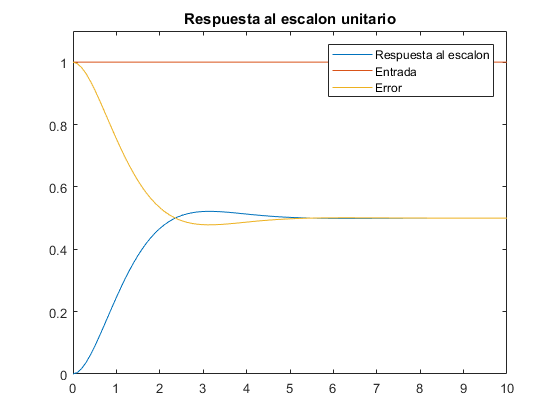 Respuesta al escalon unitario
Respuesta al escalon
Entrada
Error
1
0.8
0.6
0.4
0.2
0
0 1 2 3 4 5 6 7 8 9 10